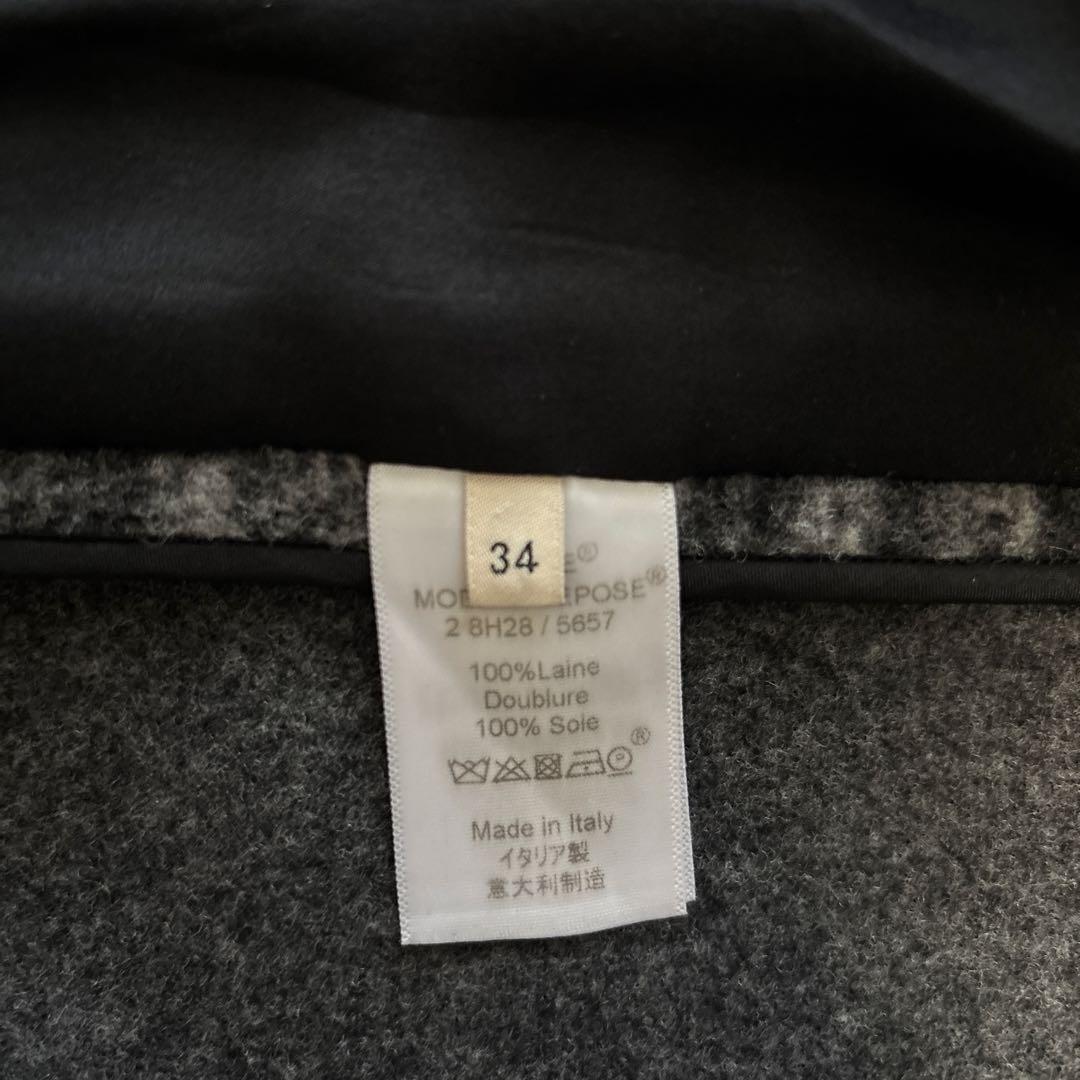 34
®
2 8H28 / 5657
100%Laine
Doublure
100% Soie
P ®
Made in Italy
イタリア製
意大利制造